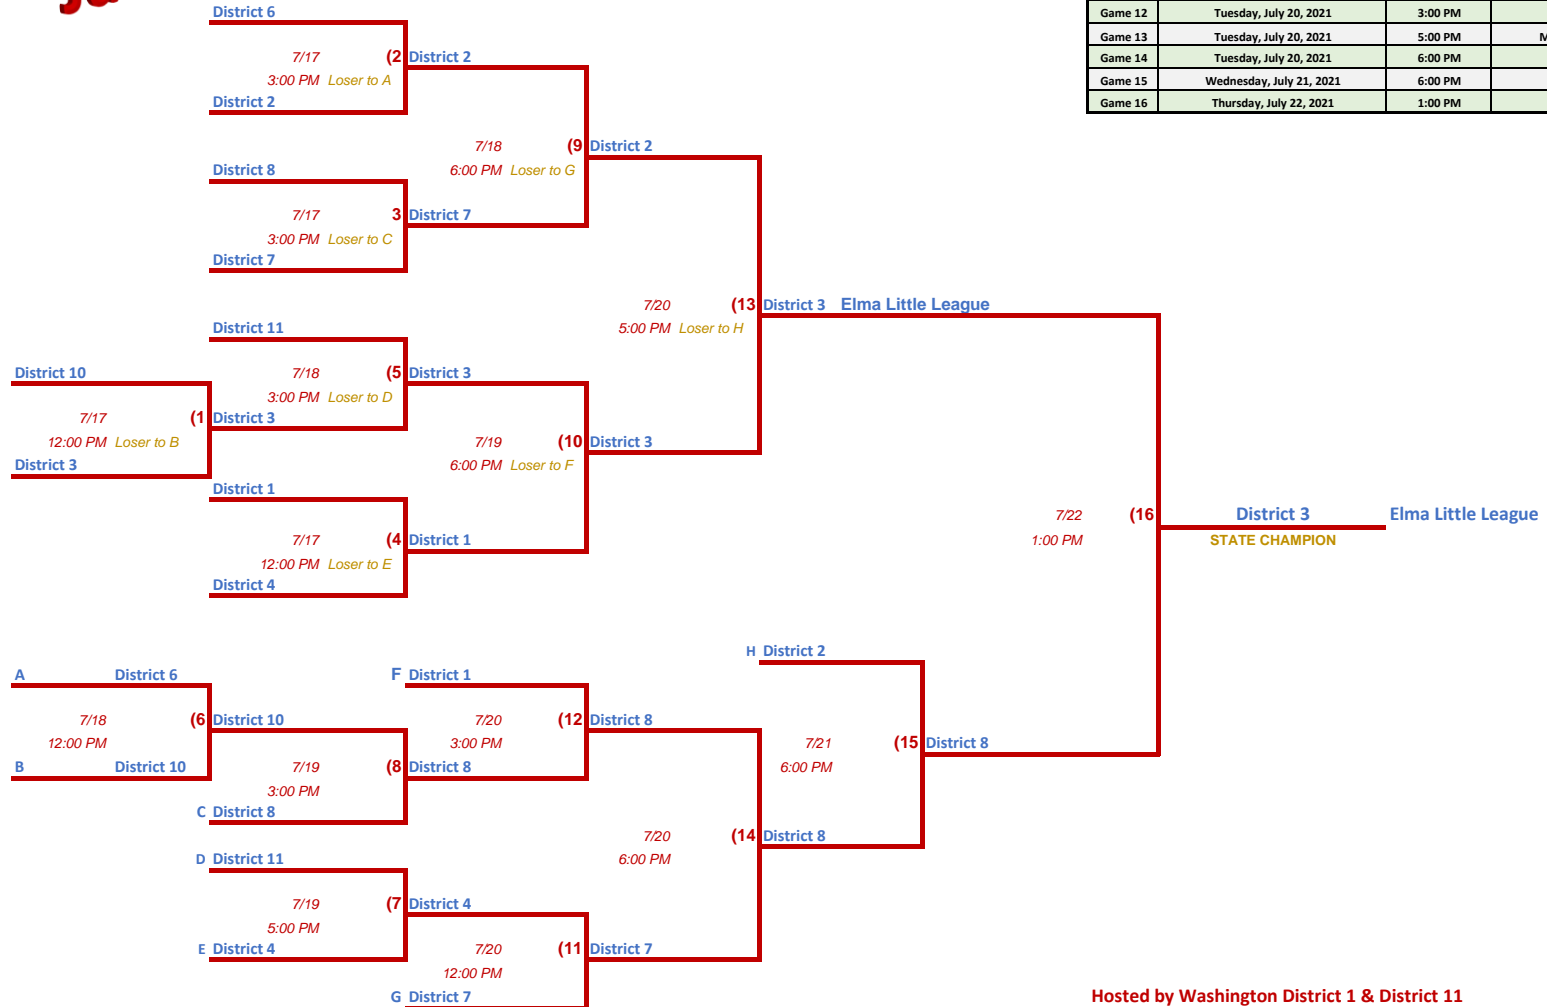 District 6
Game 12 Tuesday, July 20, 2021 3:00 PM
Game 13 Tuesday, July 20, 2021 5:00 PM M
7/17 (2 District 2
Game 14 Tuesday, July 20, 2021 6:00 PM
3:00 PM Loser to A
Game 15 Wednesday, July 21, 2021 6:00 PM
District 2
Game 16 Thursday, July 22, 2021 1:00 PM
7/18 (9 District 2
District 8
6:00 PM Loser to G
7/17 3 District 7
3:00 PM Loser to C
District 7
7/20 (13 District 3 Elma Little League
District 11
5:00 PM Loser to H
District 10
7/18 (5 District 3
3:00 PM Loser to D
7/17 (1 District 3
12:00 PM Loser to B
7/19 (10 District 3
District 3
6:00 PM Loser to F
District 1
7/22 (16 District 3 Elma Little League
7/17 (4 District 1
1:00 PM STATE CHAMPION
12:00 PM Loser to E
District 4
H District 2
A District 6
F District 1
7/18 (6 District 10
7/20 (12 District 8
12:00 PM
3:00 PM
7/21 (15 District 8
B District 10
7/19 (8 District 8
6:00 PM
3:00 PM
C District 8
7/20 (14 District 8
D District 11
6:00 PM
7/19 (7 District 4
5:00 PM
E District 4
7/20 (11 District 7
12:00 PM
G District 7
Hosted by Washington District 1 & District 11